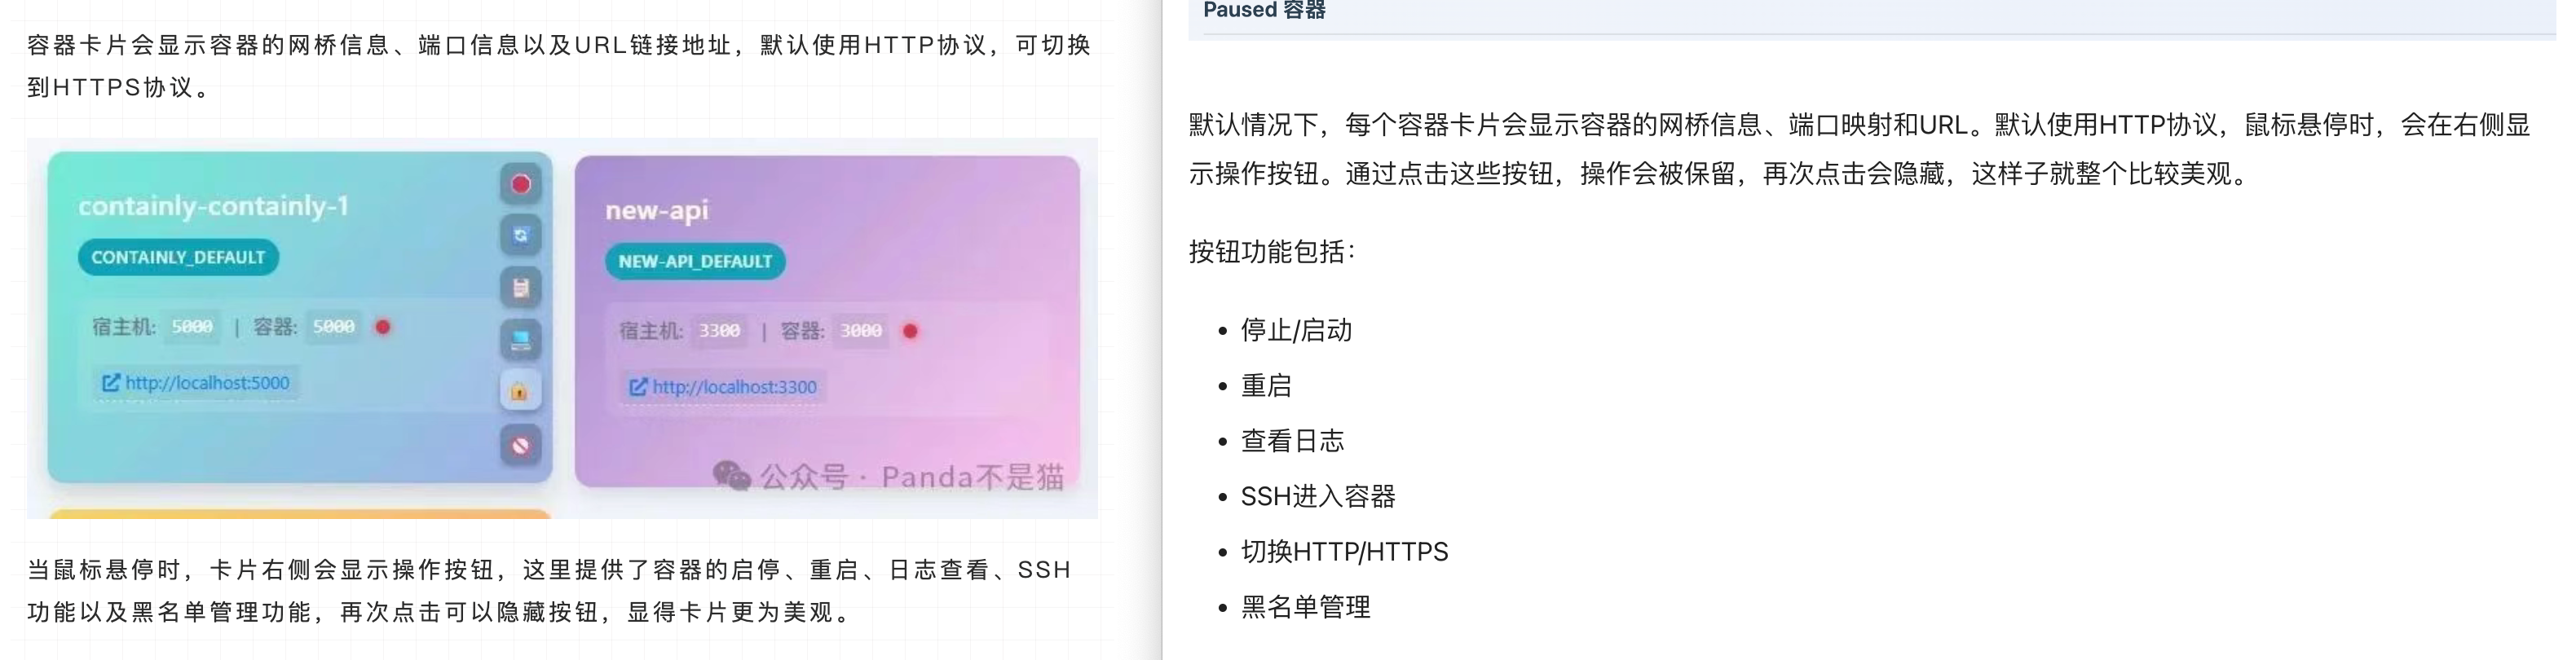 容器卡片会显示容器的网桥信息、端口信息以及URL链接地址，默认使用HTTP协议，可切换
到HTTPS协议。
containly-containly-1
CONTAINLY_DEFAULT
宿主机: 5000 | 容器: 5000
http://localhost:5000
new-api
NEW-API_DEFAULT
宿主机: 3300 | 容器: 3000
http://localhost:3300
公众号 · Panda不是猫
当鼠标悬停时，卡片右侧会显示操作按钮，这里提供了容器的启停、重启、日志查看、SSH
功能以及黑名单管理功能，再次点击可以隐藏按钮，显得卡片更为美观。
Paused 容器
默认情况下，每个容器卡片会显示容器的网桥信息、端口映射和URL。默认使用HTTP协议，鼠标悬停时，会在右侧显
示操作按钮。通过点击这些按钮，操作会被保留，再次点击会隐藏，这样子就整个比较美观。
按钮功能包括：
• 停止/启动
• 重启
• 查看日志
• SSH进入容器
• 切换HTTP/HTTPS
• 黑名单管理